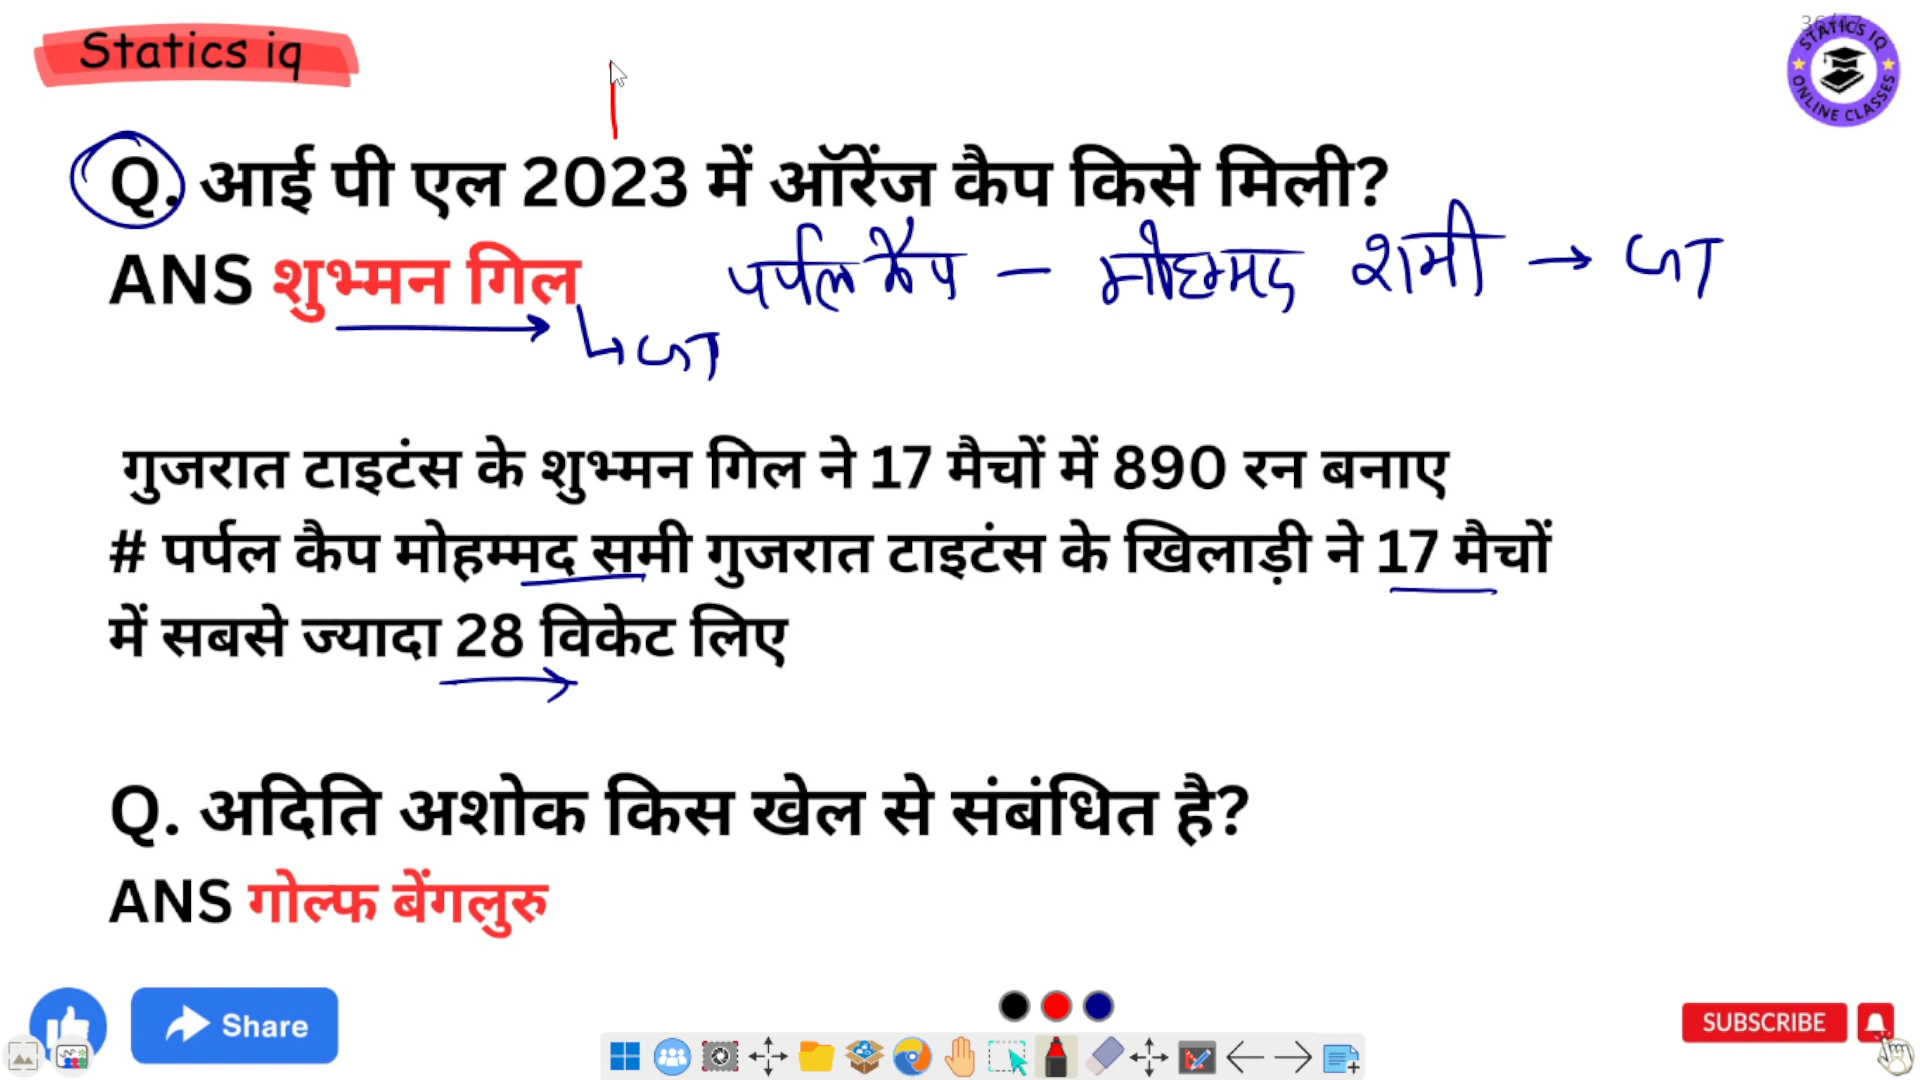 Statics iq
STATICS IQ
ONLINE CLASSES
Q. आई पी एल 2023 में ऑरेंज कैप किसे मिली?
ANS शुभ्मन गिल
पर्पल कैप – मोहम्मद शमी → GT
GT
गुजरात टाइटंस के शुभ्मन गिल ने 17 मैचों में 890 रन बनाए
# पर्पल कैप मोहम्मद समी गुजरात टाइटंस के खिलाड़ी ने 17 मैचों
में सबसे ज्यादा 28 विकेट लिए
Q. अदिति अशोक किस खेल से संबंधित है?
ANS गोल्फ बेंगलुरु
Share
SUBSCRIBE